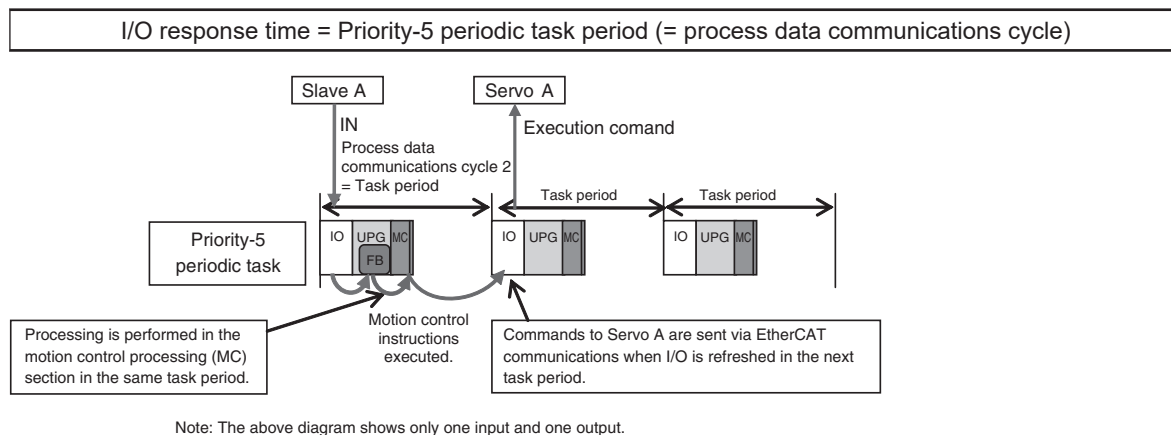 I/O response time = Priority-5 periodic task period (= process data communications cycle)
Slave A
Servo A
IN
Execution comand
Process data
communications cycle 2
= Task period
Task period
Task period
Priority-5
periodic task
IO UPG MC
FB
IO UPG MC
IO UPG MC
Processing is performed in the
motion control processing (MC)
section in the same task period.
Motion control
instructions
executed.
Commands to Servo A are sent via EtherCAT
communications when I/O is refreshed in the next
task period.
Note: The above diagram shows only one input and one output.